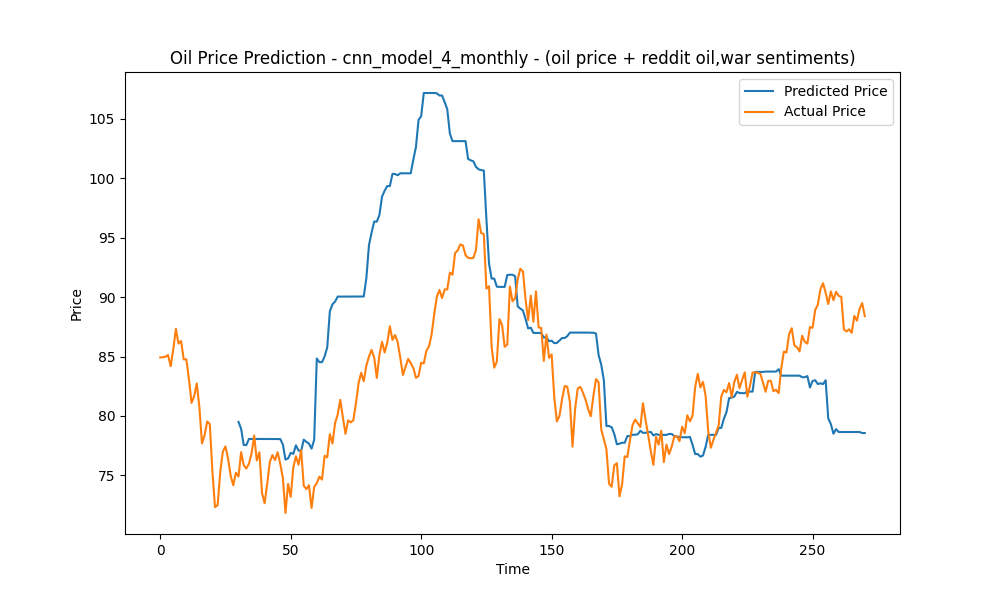 Oil Price Prediction - cnn_model_4_monthly - (oil price + reddit oil,war sentiments)
Predicted Price
Actual Price
105
100
95
90
85
80
75
Price
0 50 100 150 200 250
Time